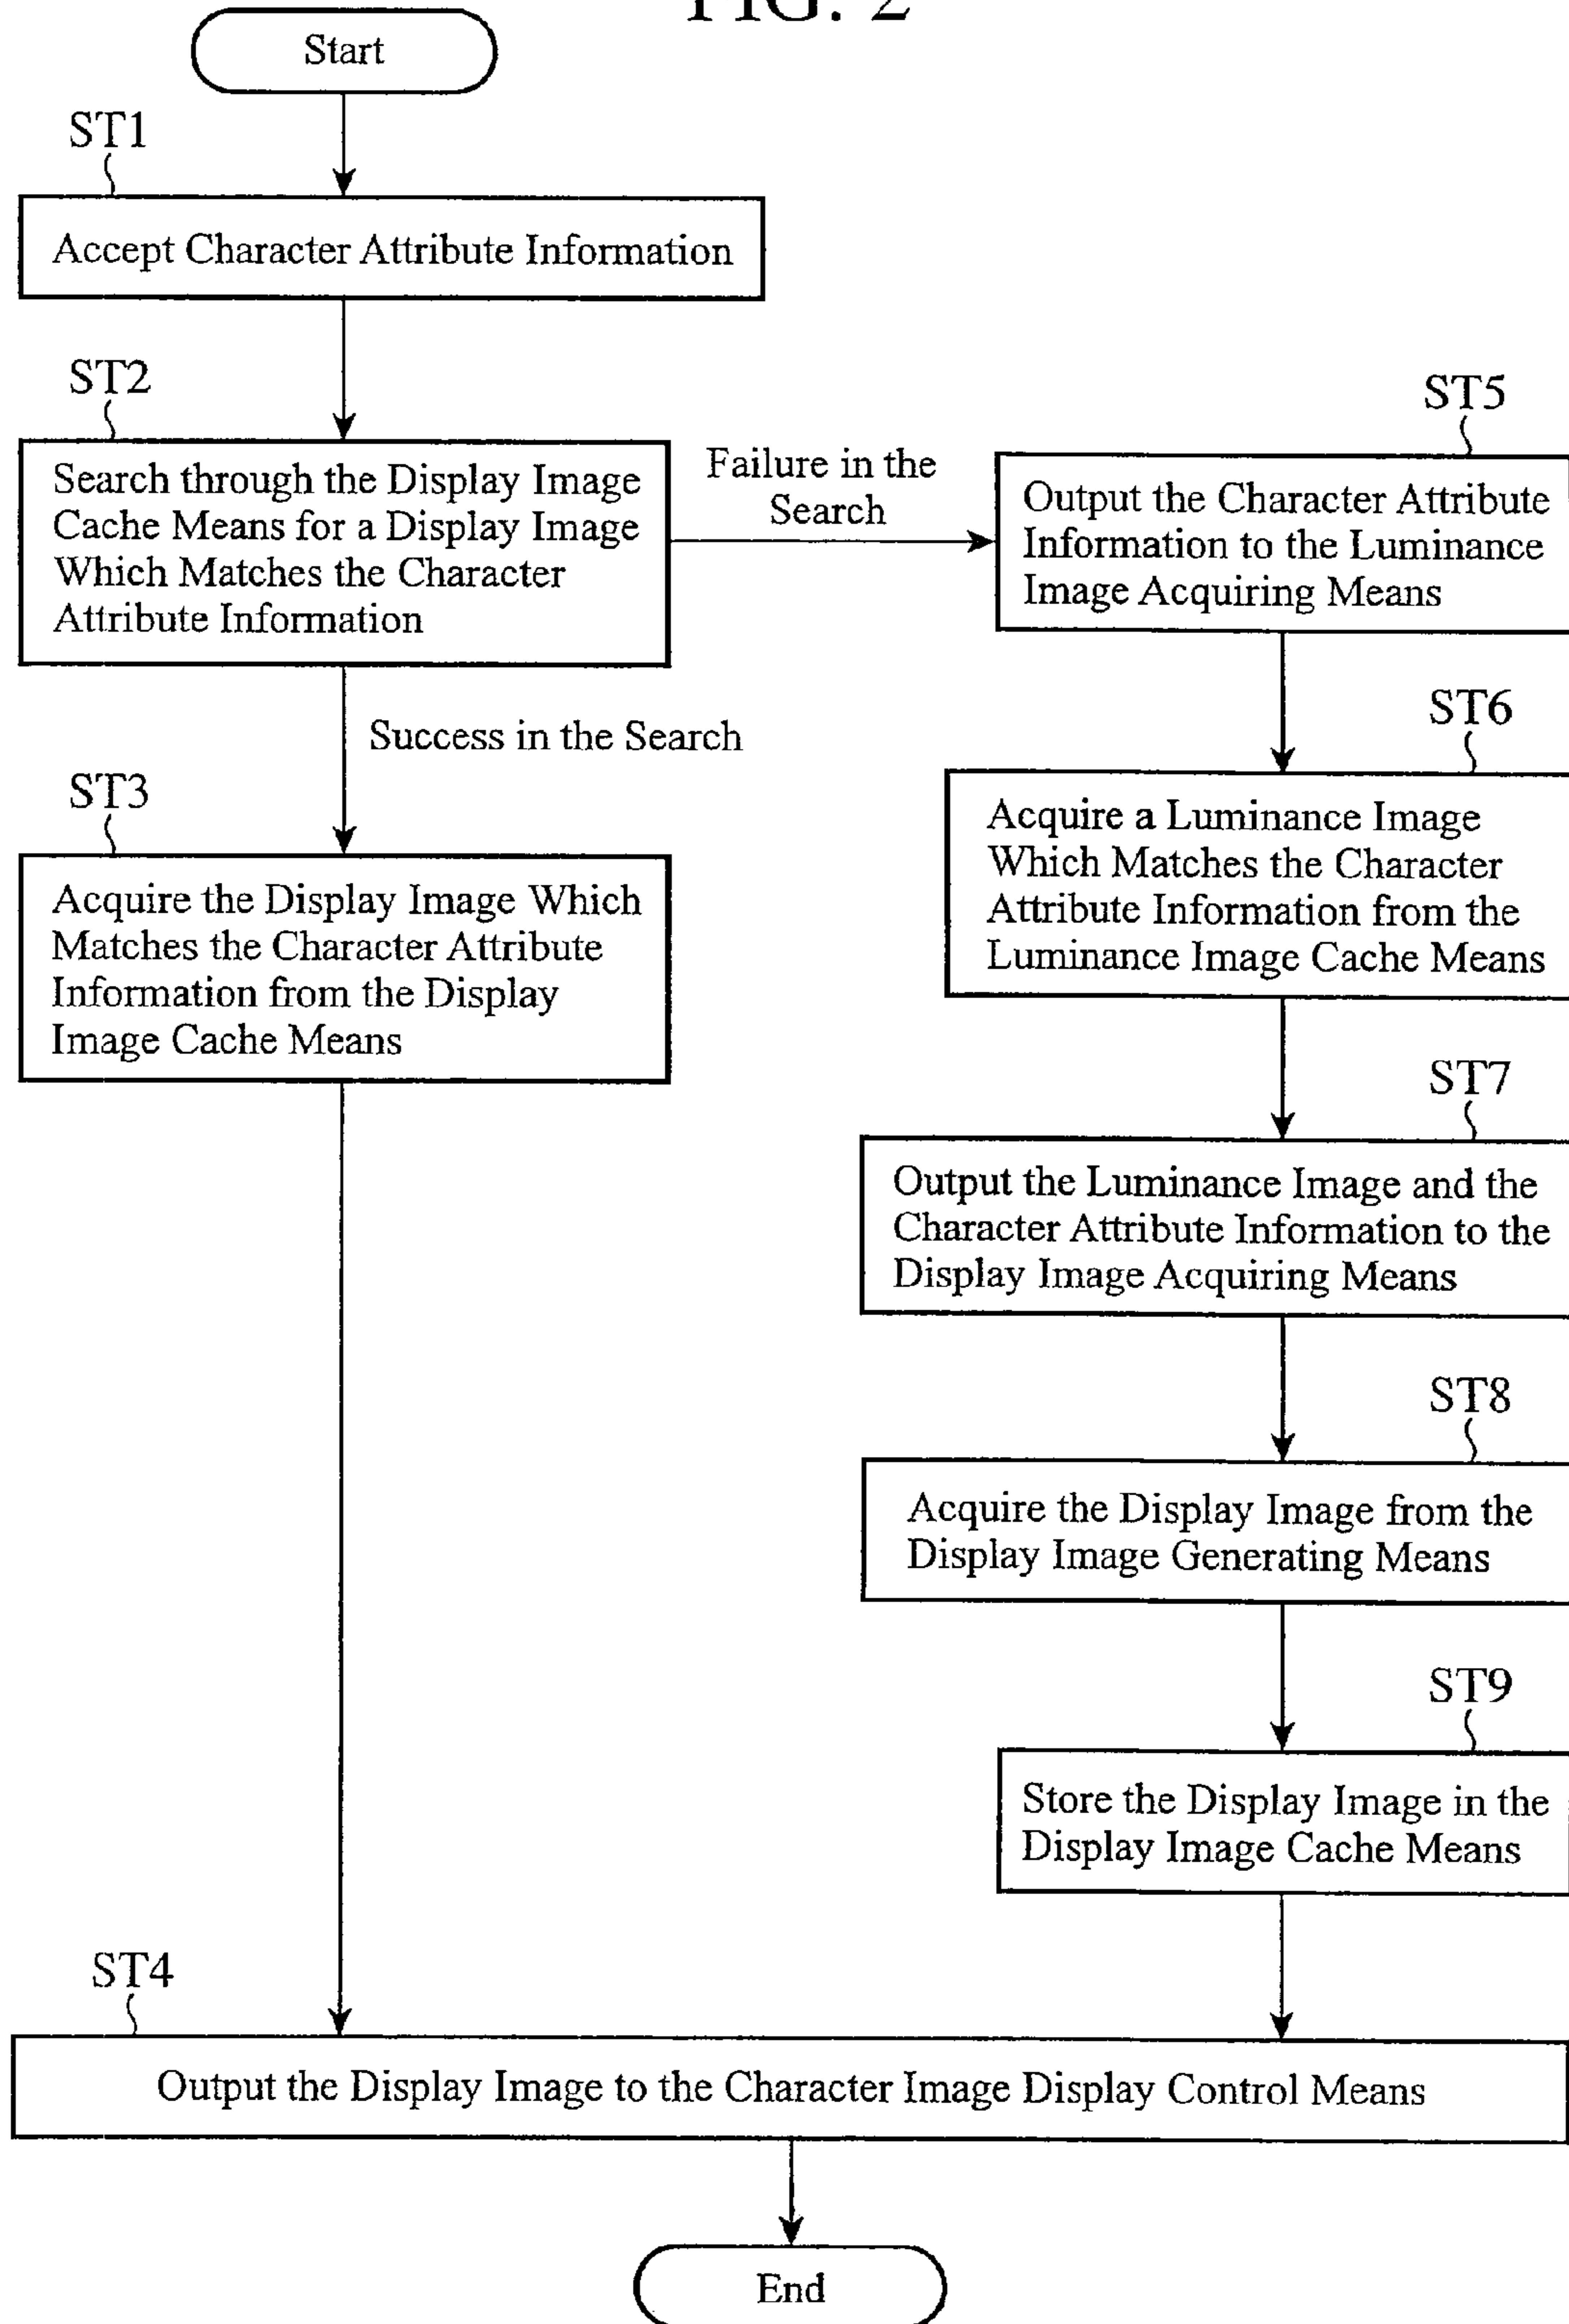 FIG. 2
Start
ST1
Accept Character Attribute Information
ST2
Search through the Display Image
Cache Means for a Display Image
Which Matches the Character
Attribute Information
Failure in the
Search
ST5
Output the Character Attribute
Information to the Luminance
Image Acquiring Means
Success in the Search
ST6
Acquire a Luminance Image
Which Matches the Character
Attribute Information from the
Luminance Image Cache Means
ST3
Acquire the Display Image Which
Matches the Character Attribute
Information from the Display
Image Cache Means
ST7
Output the Luminance Image and the
Character Attribute Information to the
Display Image Acquiring Means
ST8
Acquire the Display Image from the
Display Image Generating Means
ST9
Store the Display Image in the
Display Image Cache Means
ST4
Output the Display Image to the Character Image Display Control Means
End